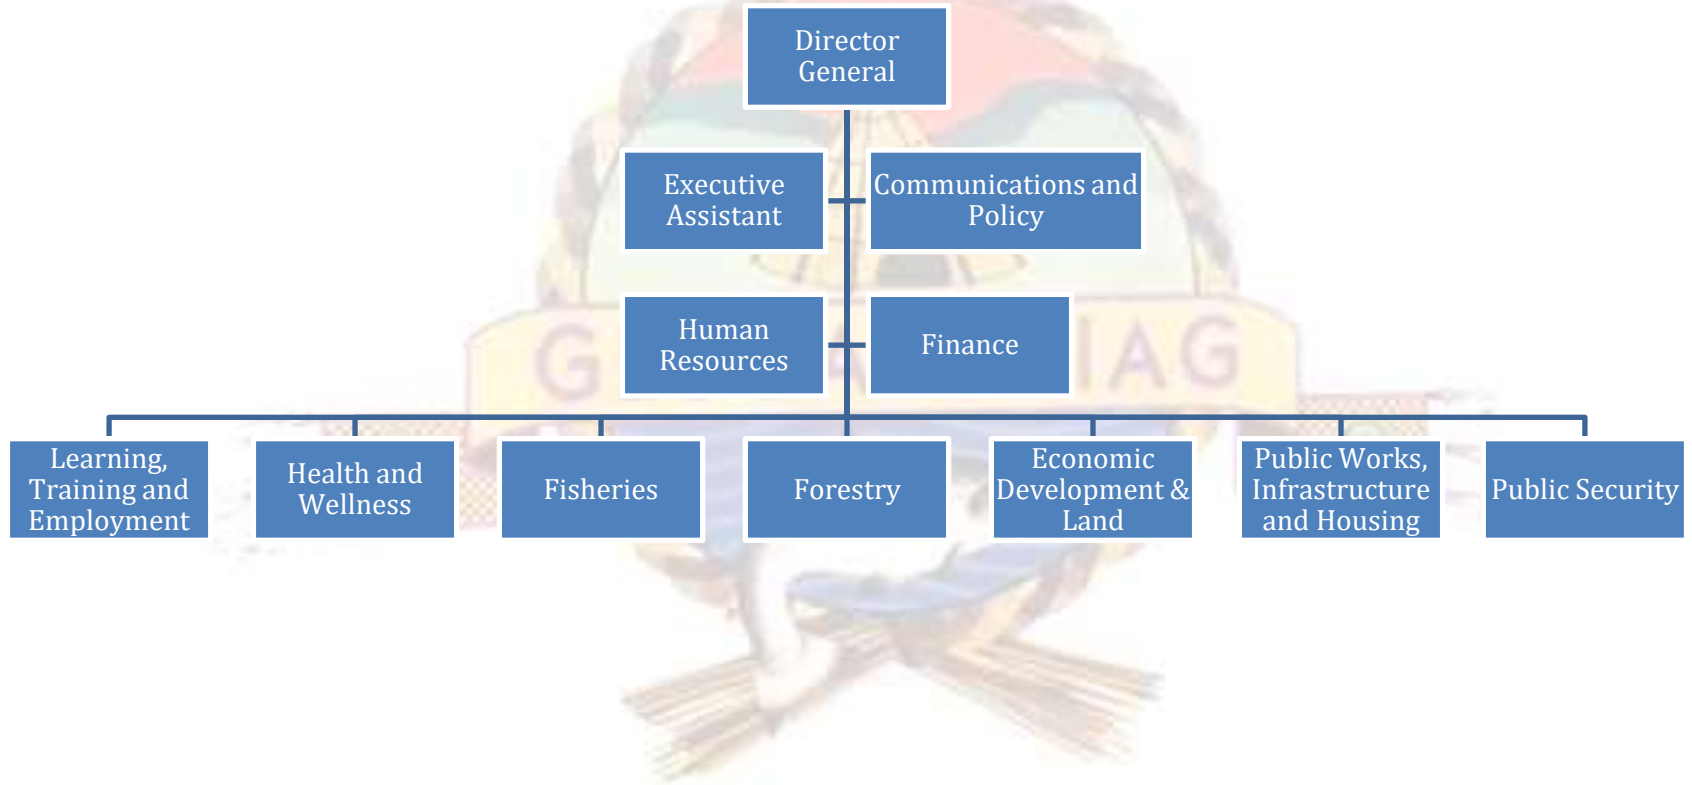 Director
General
Executive
Assistant
Communications and
Policy
Human
Resources
Finance
Learning,
Training and
Employment
Health and
Wellness
Fisheries
Forestry
Economic
Development &
Land
Public Works,
Infrastructure
and Housing
Public Security